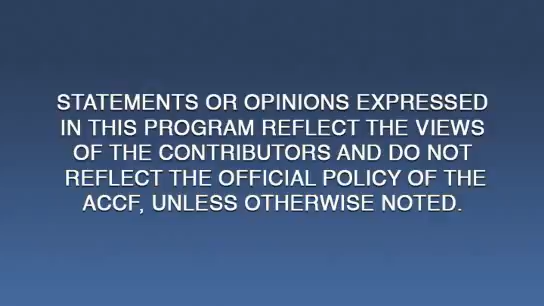 STATEMENTS OR OPINIONS EXPRESSED
IN THIS PROGRAM REFLECT THE VIEWS
OF THE CONTRIBUTORS AND DO NOT
REFLECT THE OFFICIAL POLICY OF THE
ACCF, UNLESS OTHERWISE NOTED.